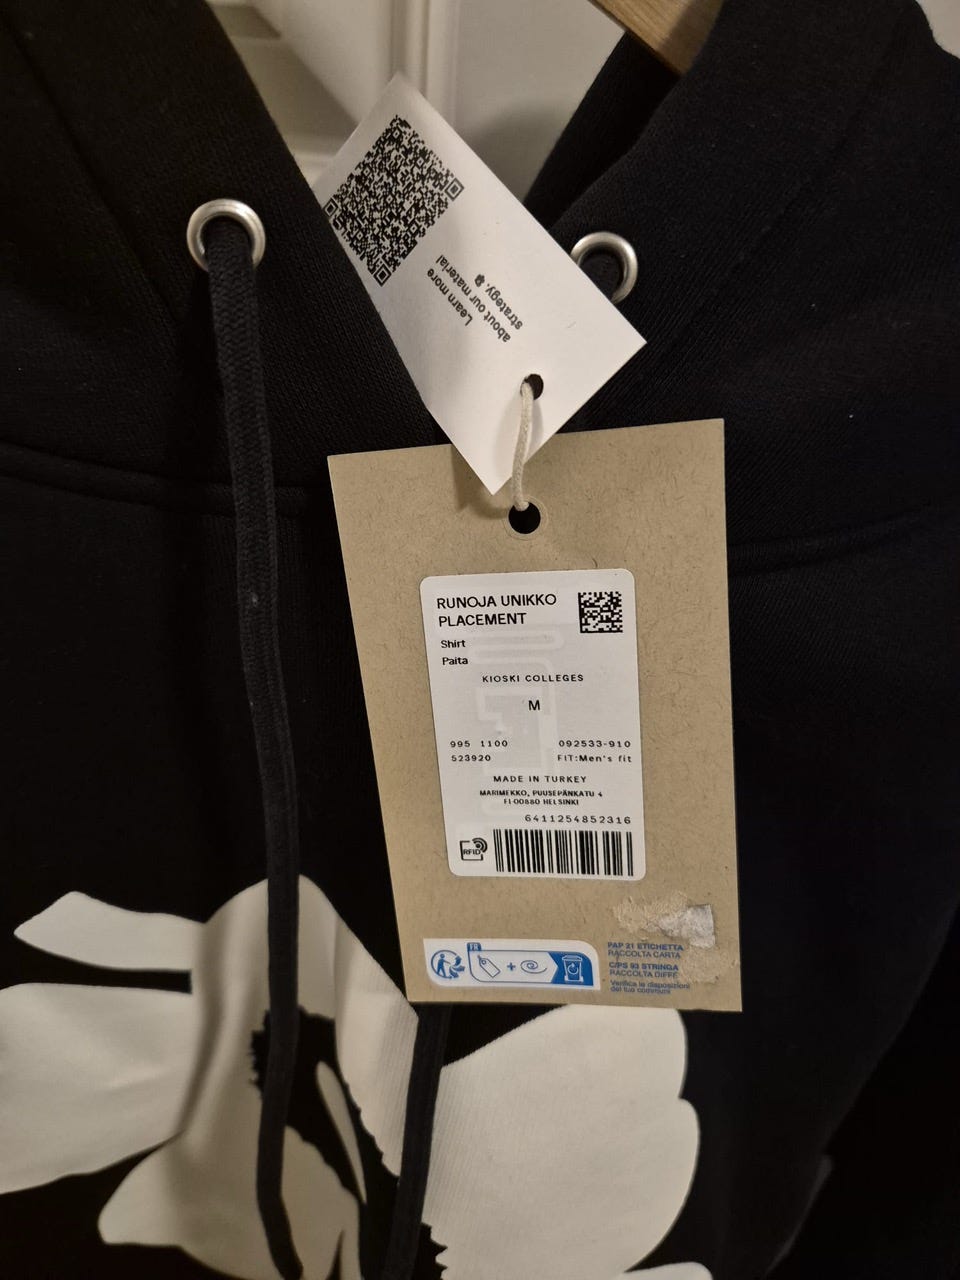 Learn more
about our material
strategy.
RUNOJA UNIKKO
PLACEMENT
Shirt
Paita
KIOSKI COLLEGES
M
995 1100 092533-910
523920 FIT:Men's fit
MADE IN TURKEY
MARIMEKKO, PUUSEPÄNKATU 4
FI-00880 HELSINKI
6411254852316
RFID
FR
PAP 21 ETICHETTA
RACCOLTA CARTA
C/PS 93 STRINGA
RACCOLTA DIFFE
Verifica le disposizioni
del tuo comune